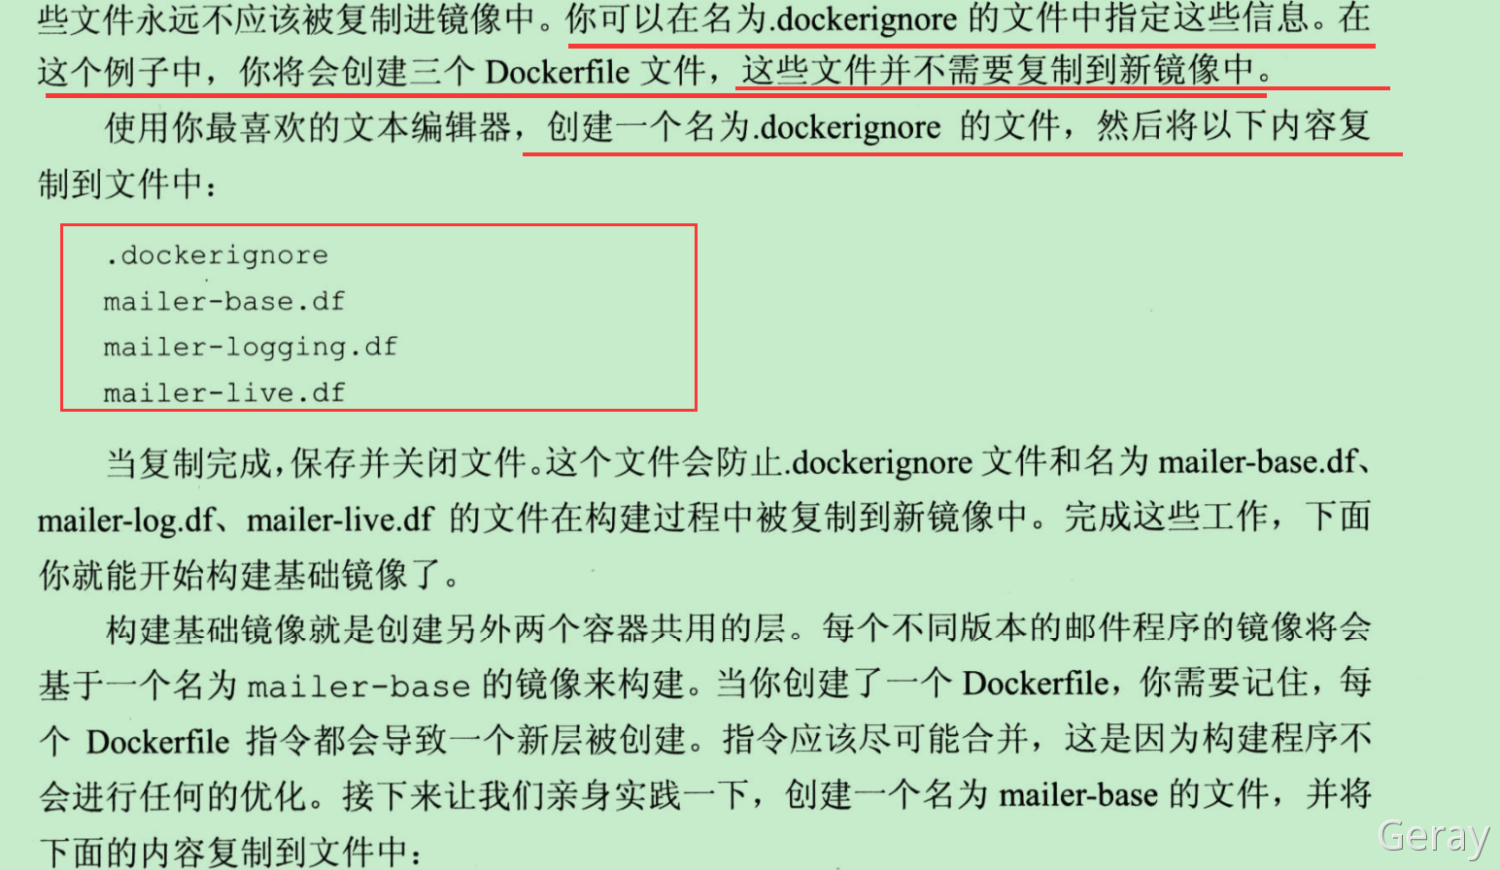 些文件永远不应该被复制进镜像中。你可以在名为.dockerignore 的文件中指定这些信息。在
这个例子中，你将会创建三个 Dockerfile 文件，这些文件并不需要复制到新镜像中。
使用你最喜欢的文本编辑器，创建一个名为.dockerignore 的文件，然后将以下内容复
制到文件中：
.dockerignore
mailer-base.df
mailer-logging.df
mailer-live.df
当复制完成，保存并关闭文件。这个文件会防止.dockerignore 文件和名为 mailer-base.df、
mailer-log.df、mailer-live.df 的文件在构建过程中被复制到新镜像中。完成这些工作，下面
你就能开始构建基础镜像了。
构建基础镜像就是创建另外两个容器共用的层。每个不同版本的邮件程序的镜像将会
基于一个名为 mailer-base 的镜像来构建。当你创建了一个 Dockerfile，你需要记住，每
个 Dockerfile 指令都会导致一个新层被创建。指令应该尽可能合并，这是因为构建程序不
会进行任何的优化。接下来让我们亲身实践一下，创建一个名为 mailer-base 的文件，并将
下面的内容复制到文件中：
Geray